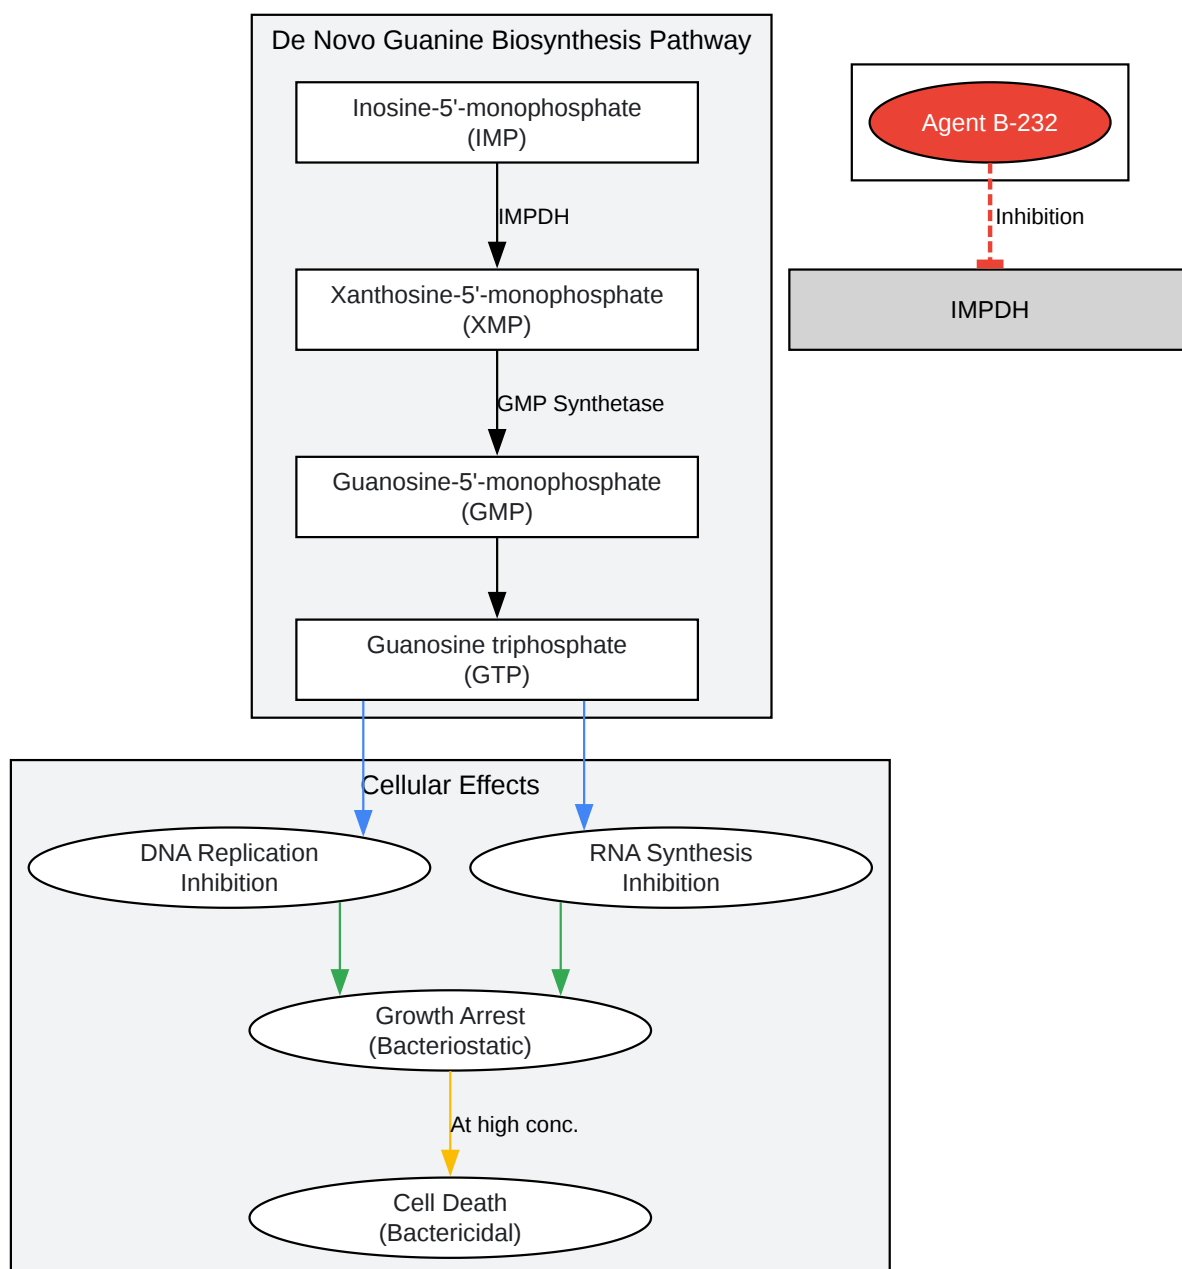 De Novo Guanine Biosynthesis Pathway
Inosine-5'-monophosphate
(IMP)
Agent B-232
IMPDH
Inhibition
Xanthosine-5'-monophosphate
(XMP)
IMPDH
GMP Synthetase
Guanosine-5'-monophosphate
(GMP)
Guanosine triphosphate
(GTP)
Cellular Effects
DNA Replication
Inhibition
RNA Synthesis
Inhibition
Growth Arrest
(Bacteriostatic)
At high conc.
Cell Death
(Bactericidal)